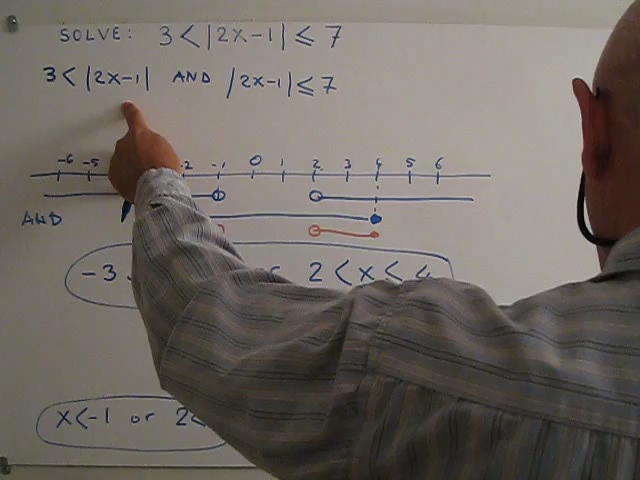 SOLVE: 3 < |2x-1| ≤ 7
3 < |2x-1| AND |2x-1| ≤ 7
-6 -5 -2 -1 0 1 2 3 4 5 6
AND
-3 2 < x ≤ 4
x<-1 or 2<